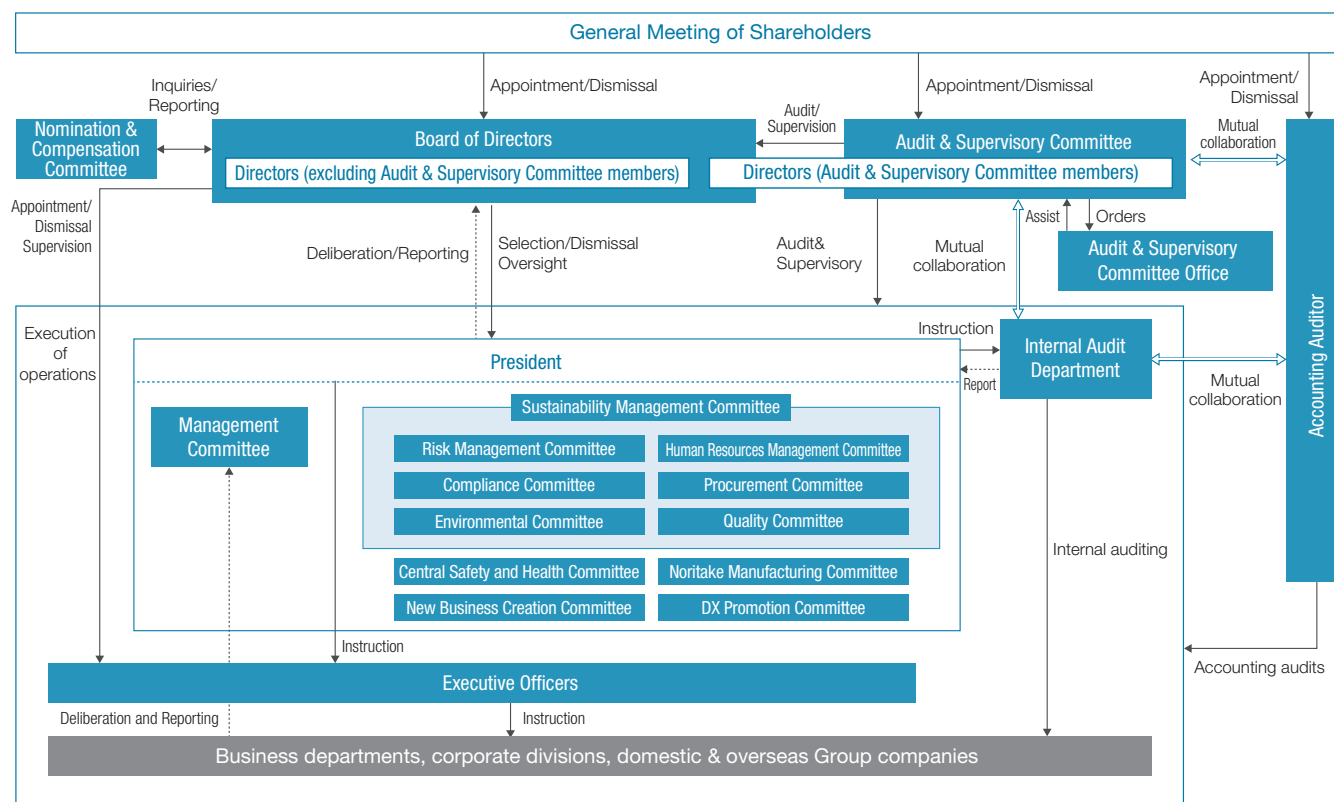 General Meeting of Shareholders
Appointment/Dismissal
Appointment/Dismissal
Appointment/
Dismissal
Inquiries/
Reporting
Nomination &
Compensation
Committee
Board of Directors
Directors (excluding Audit & Supervisory Committee members)
Audit/
Supervision
Audit & Supervisory Committee
Directors (Audit & Supervisory Committee members)
Mutual
collaboration
Appointment/
Dismissal
Supervision
Deliberation/Reporting
Selection/Dismissal
Oversight
Audit&
Supervisory
Mutual
collaboration
Assist
Orders
Audit & Supervisory
Committee Office
Accounting Auditor
Execution
of
operations
President
Instruction
Report
Internal Audit
Department
Mutual
collaboration
Management
Committee
Sustainability Management Committee
Risk Management Committee
Human Resources Management Committee
Compliance Committee
Procurement Committee
Environmental Committee
Quality Committee
Central Safety and Health Committee
Noritake Manufacturing Committee
New Business Creation Committee
DX Promotion Committee
Internal auditing
Instruction
Accounting audits
Executive Officers
Deliberation and Reporting
Instruction
Business departments, corporate divisions, domestic & overseas Group companies